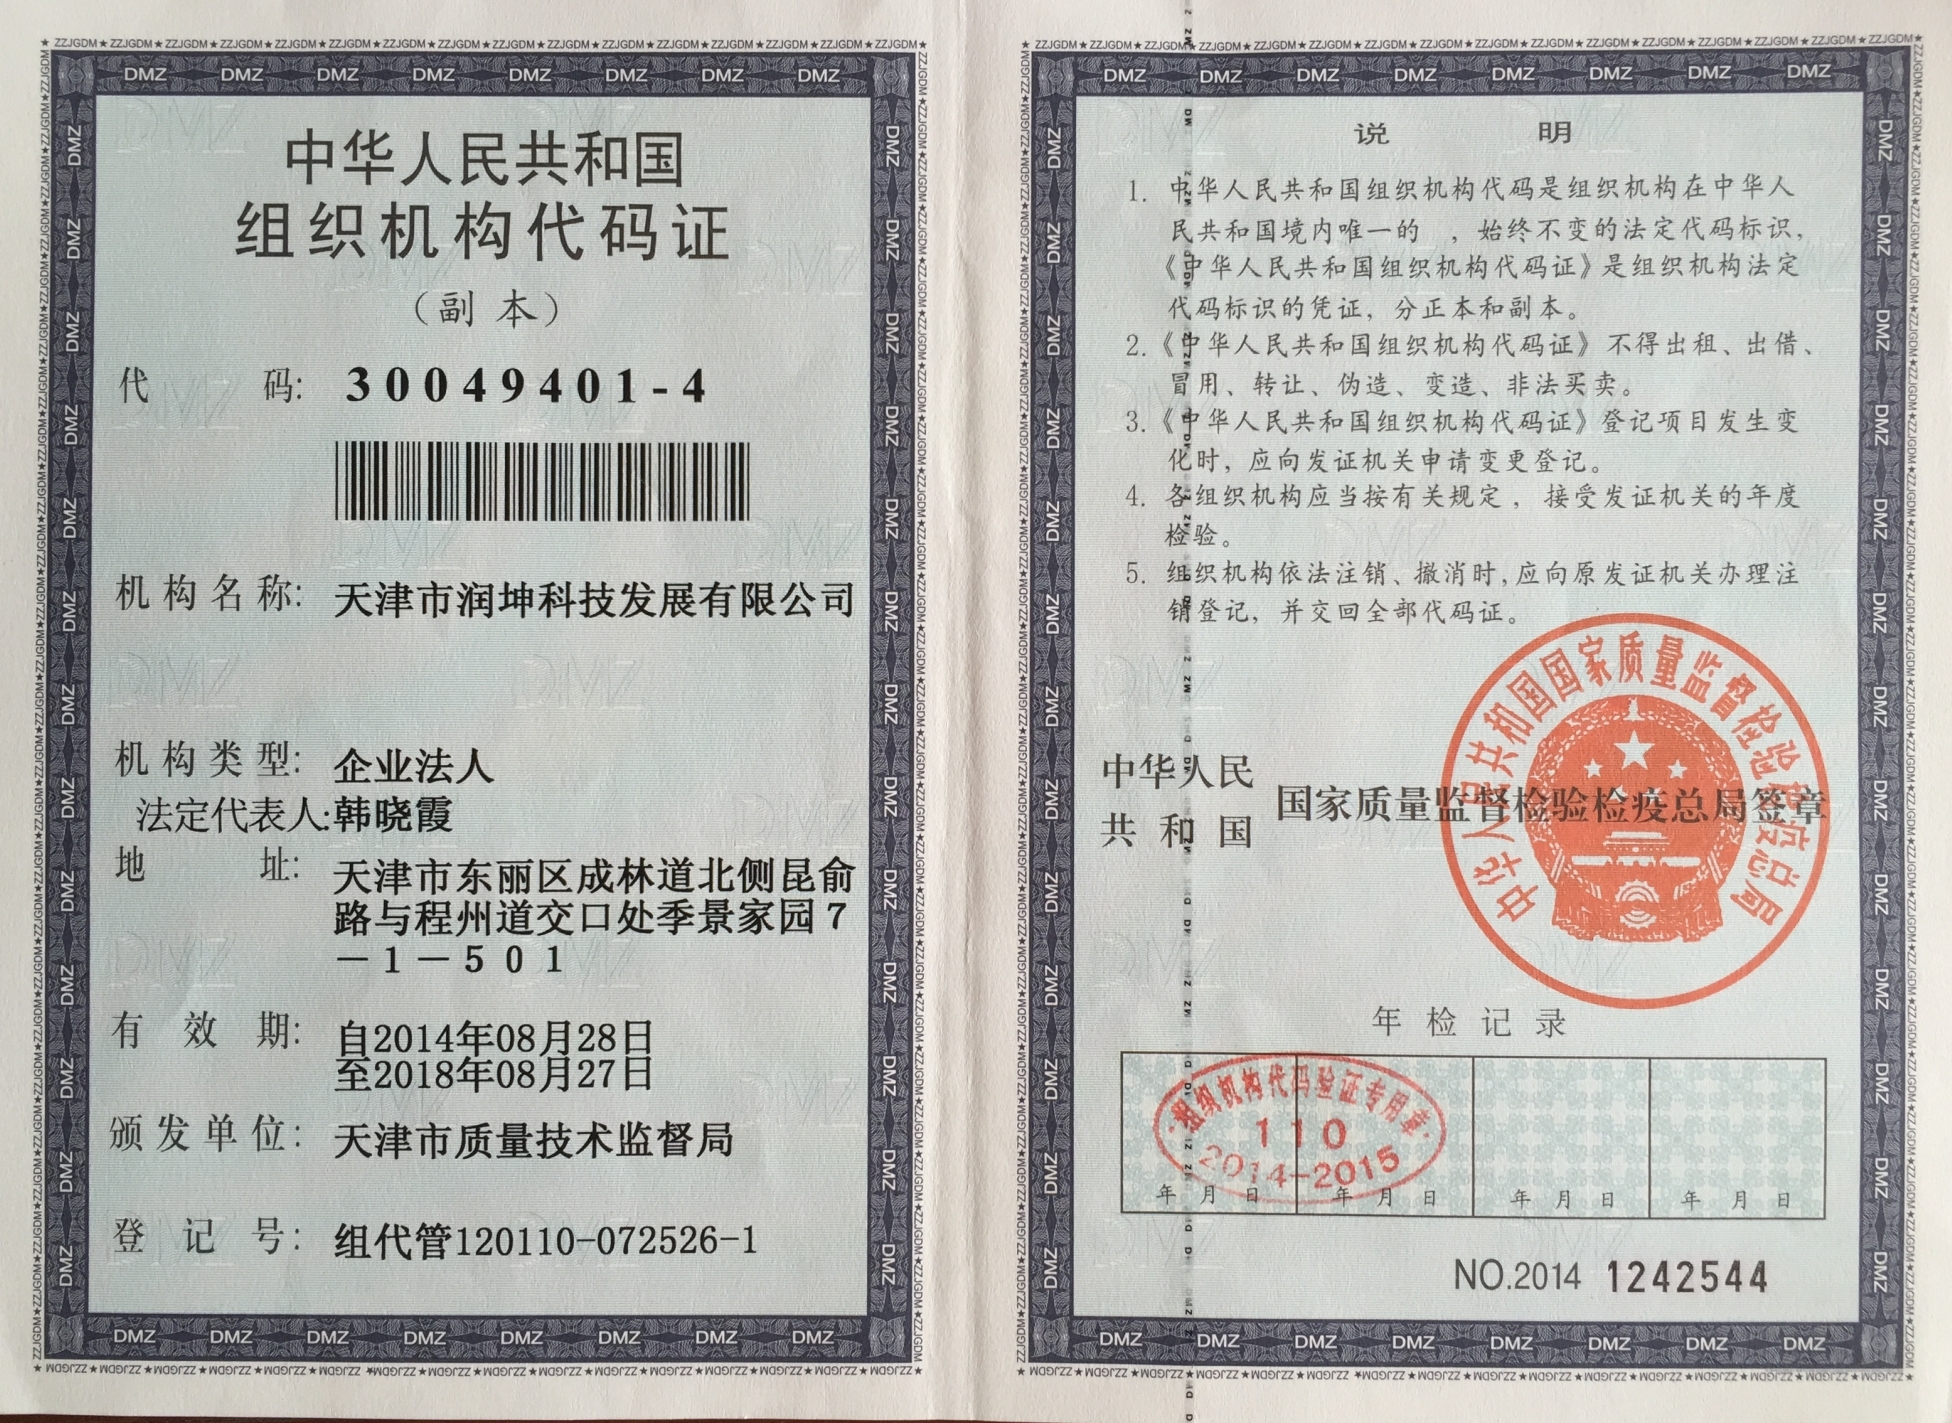 中华人民共和国
组织机构代码证
（副 本）
代 码: 30049401-4
机构名称: 天津市润坤科技发展有限公司
机构类型: 企业法人
法定代表人:韩晓霞
地 址: 天津市东丽区成林道北侧昆俞
路与程州道交口处季景家园7
－1－501
有 效 期: 自2014年08月28日
至2018年08月27日
颁发单位: 天津市质量技术监督局
登 记 号: 组代管120110-072526-1
说 明
1. 中华人民共和国组织机构代码是组织机构在中华人
民共和国境内唯一的 ，始终不变的法定代码标识，
《中华人民共和国组织机构代码证》是组织机构法定
代码标识的凭证，分正本和副本。
2.《中华人民共和国组织机构代码证》不得出租、出借、
冒用、转让、伪造、变造、非法买卖。
3.《中华人民共和国组织机构代码证》登记项目发生变
化时，应向发证机关申请变更登记。
4. 各组织机构应当按有关规定，接受发证机关的年度
检验。
5. 组织机构依法注销、撤消时,应向原发证机关办理注
销登记，并交回全部代码证。
中华人民
共和国
国家质量监督检验检疫总局签章
中华人民共和国国家质量监督检验检疫总局
年检记录
组织机构代码验证专用章
110
2014-2015
年 月 日 年 月 日 年 月 日 年 月 日
NO.2014 1242544